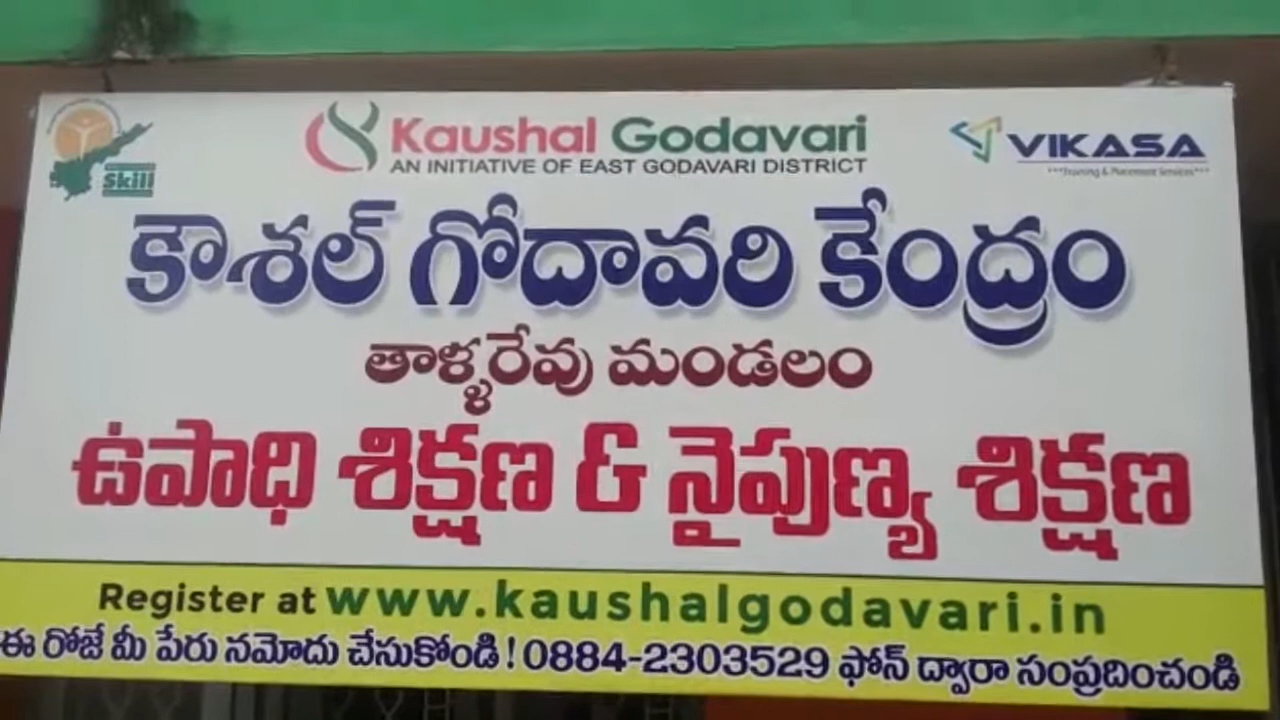 Skill
Kaushal Godavari
AN INITIATIVE OF EAST GODAVARI DISTRICT
VIKASA
***Training & Placement Services***
కౌశల్ గోదావరి కేంద్రం
తాళ్ళరేవు మండలం
ఉపాధి శిక్షణ & నైపుణ్య శిక్షణ
Register at www.kaushalgodavari.in
ఈ రోజే మీ పేరు నమోదు చేసుకోండి ! 0884-2303529 ఫోన్ ద్వారా సంప్రదించండి